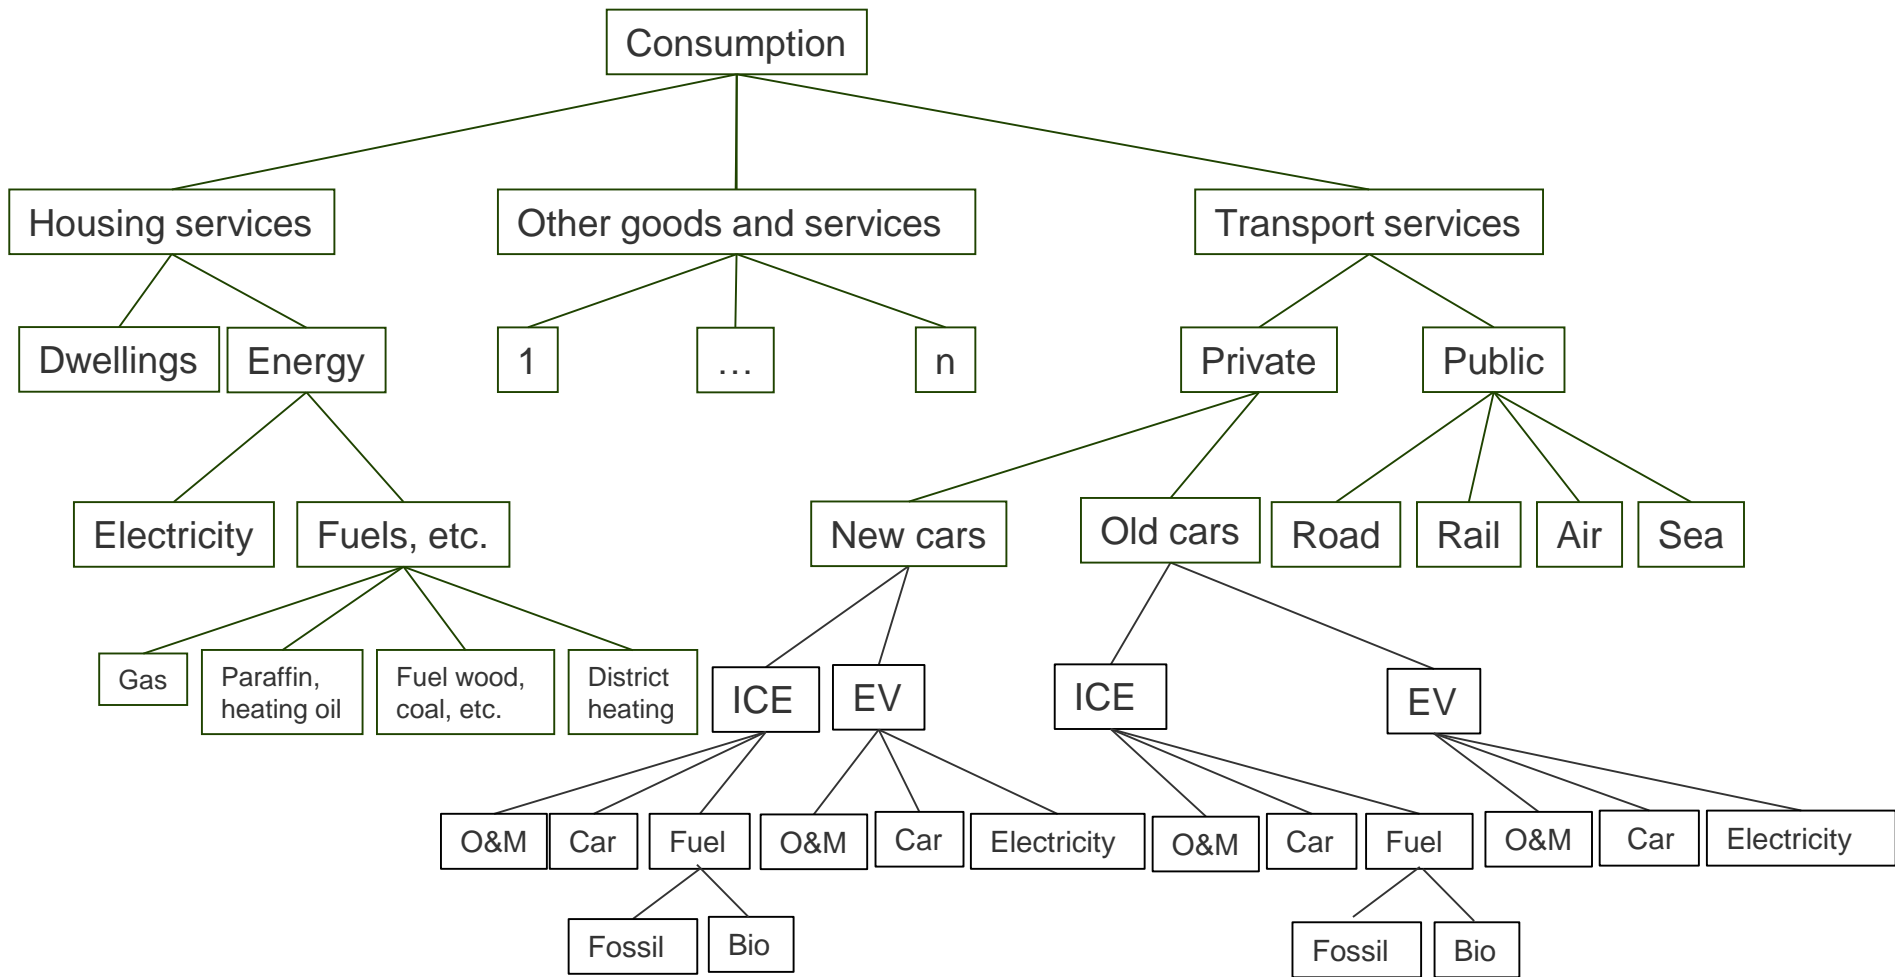 Consumption
Housing services
Other goods and services
Transport services
Dwellings
Energy
1
...
n
Private
Public
Electricity
Fuels, etc.
New cars
Old cars
Road
Rail
Air
Sea
Gas
Paraffin,
heating oil
Fuel wood,
coal, etc.
District
heating
ICE
EV
ICE
EV
O&M
Car
Fuel
O&M
Car
Electricity
O&M
Car
Fuel
O&M
Car
Electricity
Fossil
Bio
Fossil
Bio